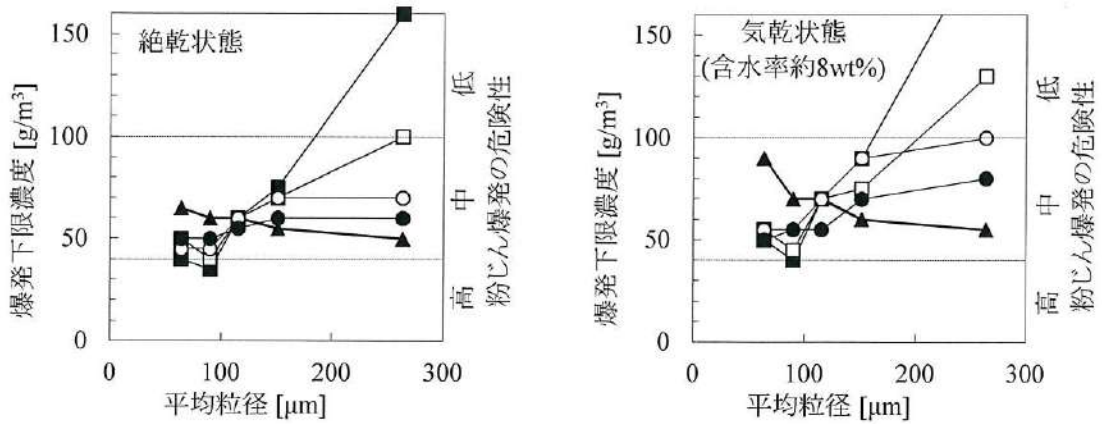 絶乾状態
爆発下限濃度 [g/m³]
150
100
50
0
0
100
200
300
平均粒径 [μm]
低
中
高
粉じん爆発の危険性
気乾状態
(含水率約8wt%)
爆発下限濃度 [g/m³]
150
100
50
0
0
100
200
300
平均粒径 [μm]
低
中
高
粉じん爆発の危険性